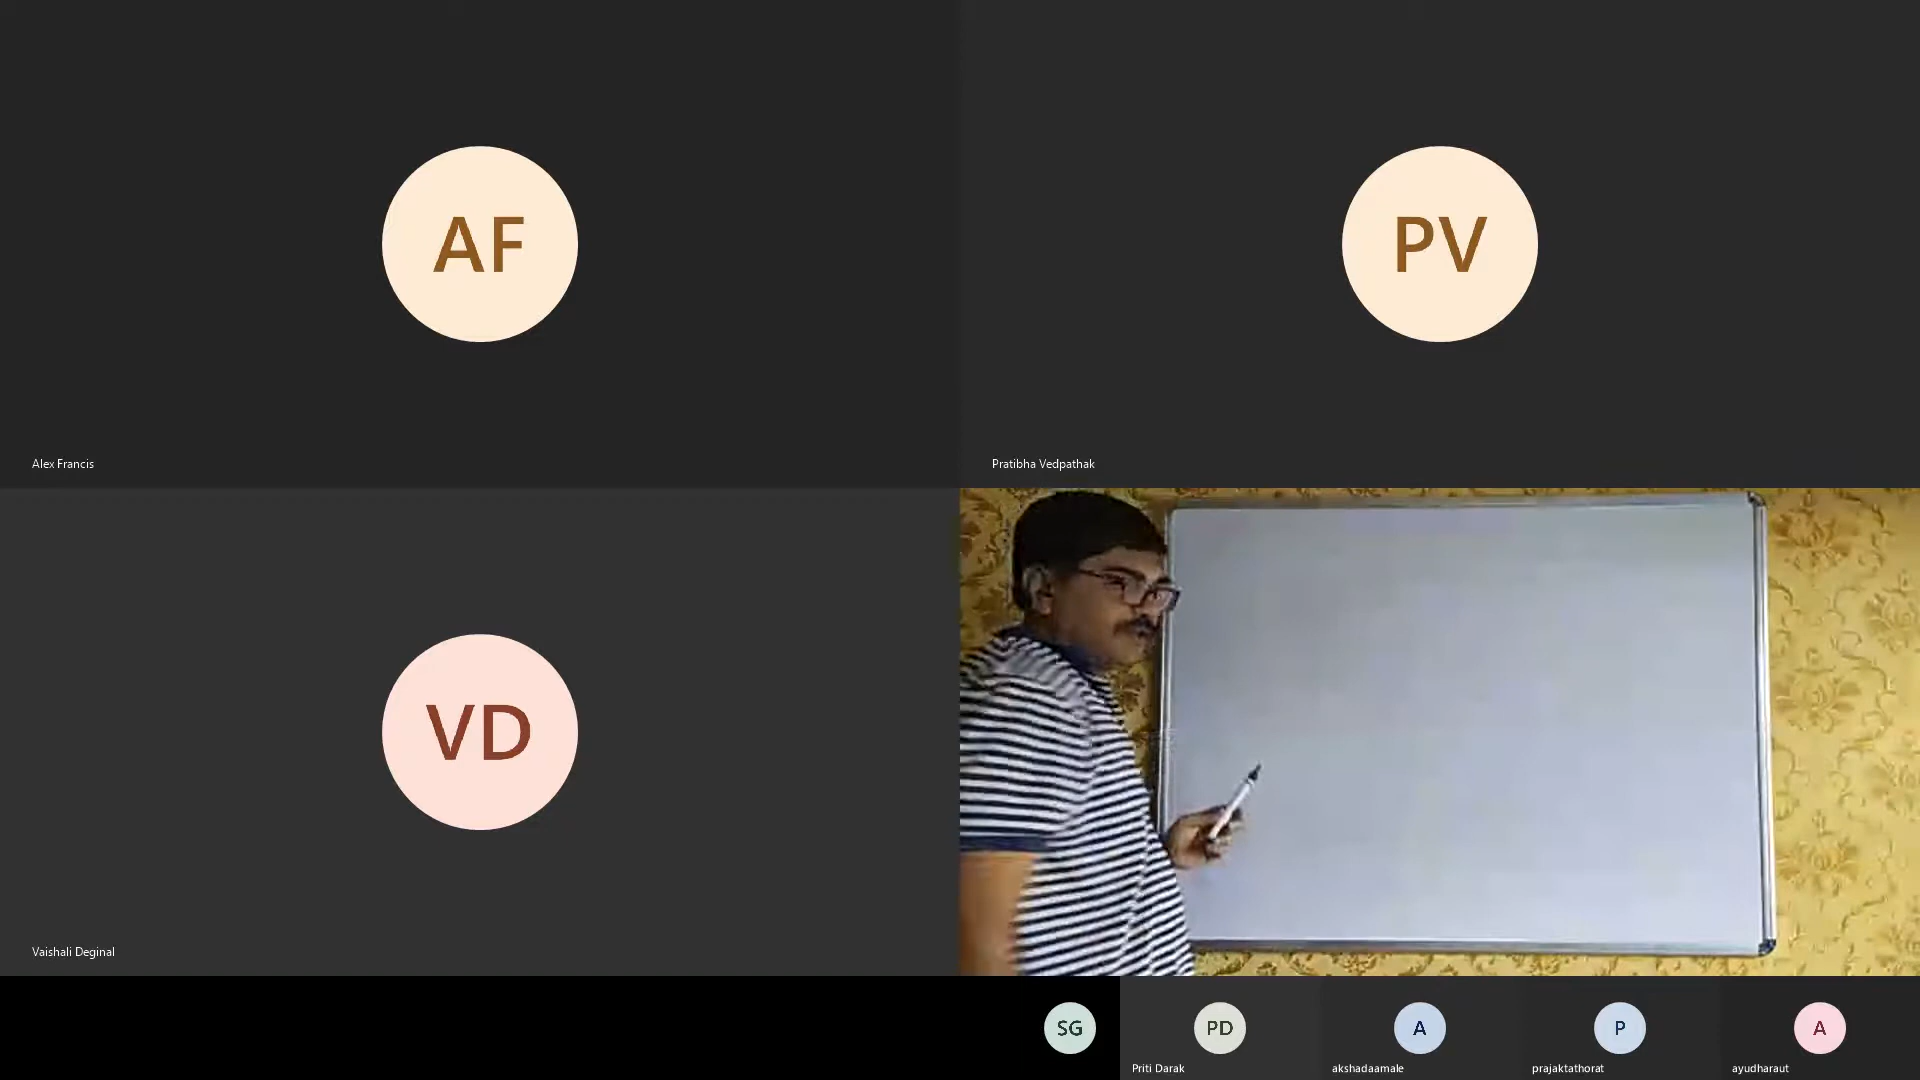 AF
Alex Francis
PV
Pratibha Vedpathak
VD
Vaishali Deginal
SG
PD
Priti Darak
A
akshadaamale
P
prajaktathorat
A
ayudharaut